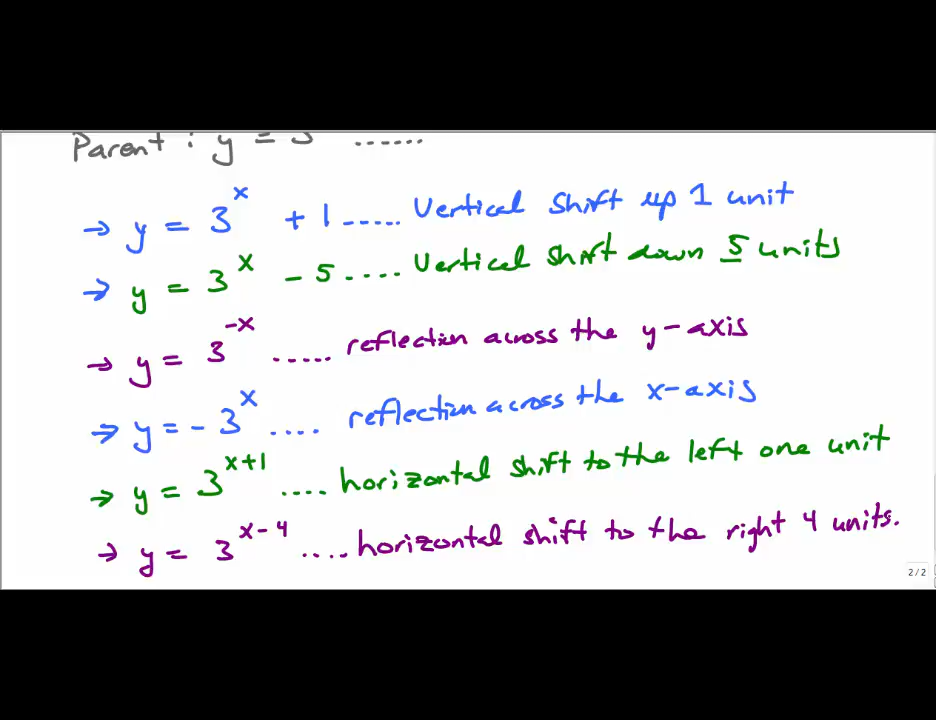 Parent : y = 3 ......
→ y = 3^x + 1 ..... Vertical shift up 1 unit
→ y = 3^x - 5 .... Vertical shift down 5 units
→ y = 3^-x ..... reflection across the y-axis
→ y = - 3^x .... reflection across the x-axis
→ y = 3^x+1 .... horizontal shift to the left one unit
→ y = 3^x-4 .... horizontal shift to the right 4 units.
2/2